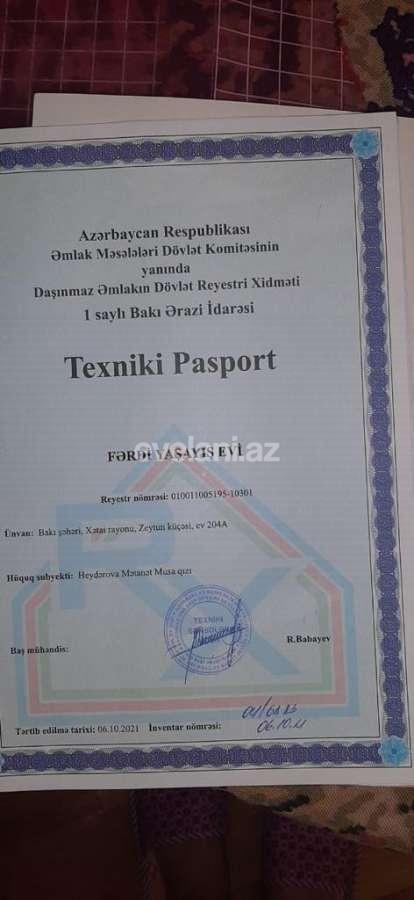 Azərbaycan Respublikası
Əmlak Məsələləri Dövlət Komitəsinin
yanında
Daşınmaz Əmlakın Dövlət Reyestri Xidməti
1 saylı Bakı Ərazi İdarəsi
Texniki Pasport
evelani.az
FƏRDİ YAŞAYIŞ EVİ
Reyestr nömrəsi: 010011005195-10301
Ünvan: Bakı şəhəri, Xətai rayonu, Zeytun küçəsi, ev 204A
Hüquq subyekti: Heydərova Mətanət Musa qızı
TEXNİKİ
Baş mühəndis:
R.Babayev
Tərtib edilmə tarixi: 06.10.2021 İnventar nömrəsi:
06.10.21